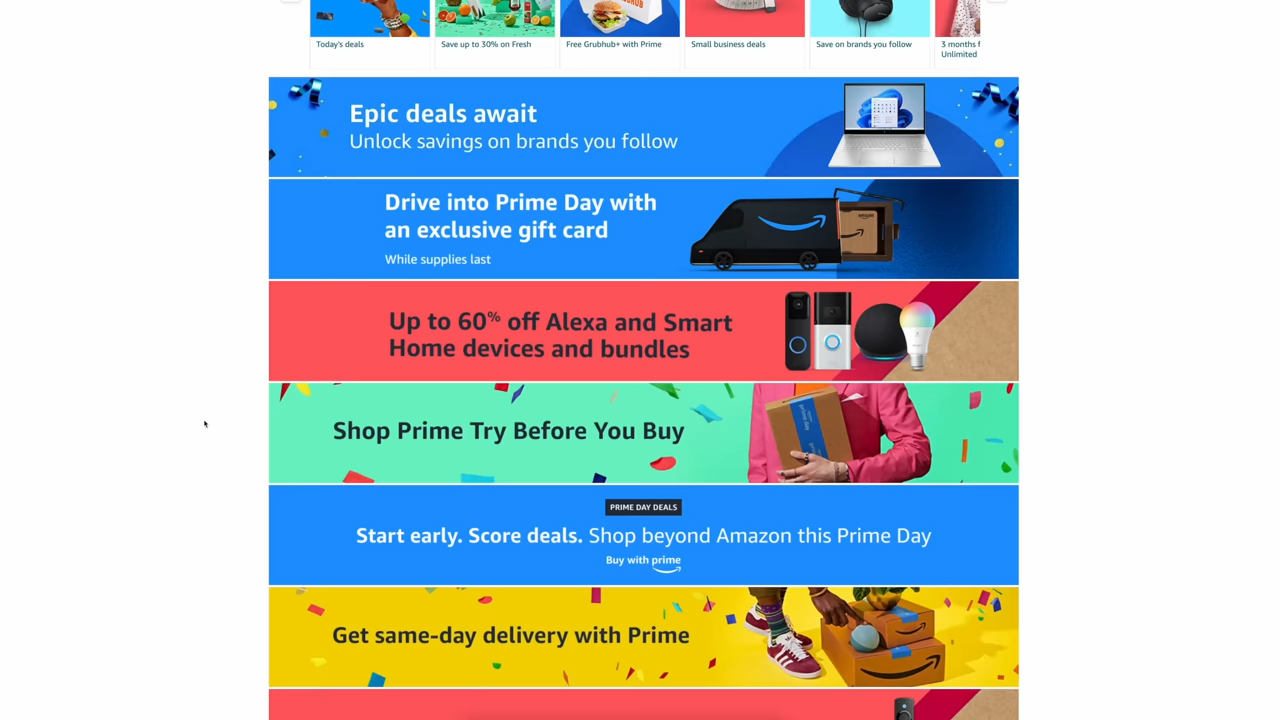 Today's deals
Save up to 30% on Fresh
Free Grubhub+ with Prime
Small business deals
Save on brands you follow
3 months f
Unlimited
Epic deals await
Unlock savings on brands you follow
Drive into Prime Day with
an exclusive gift card
While supplies last
amazon
Up to 60% off Alexa and Smart
Home devices and bundles
Shop Prime Try Before You Buy
PRIME DAY DEALS
Start early. Score deals. Shop beyond Amazon this Prime Day
Buy with prime
Get same-day delivery with Prime